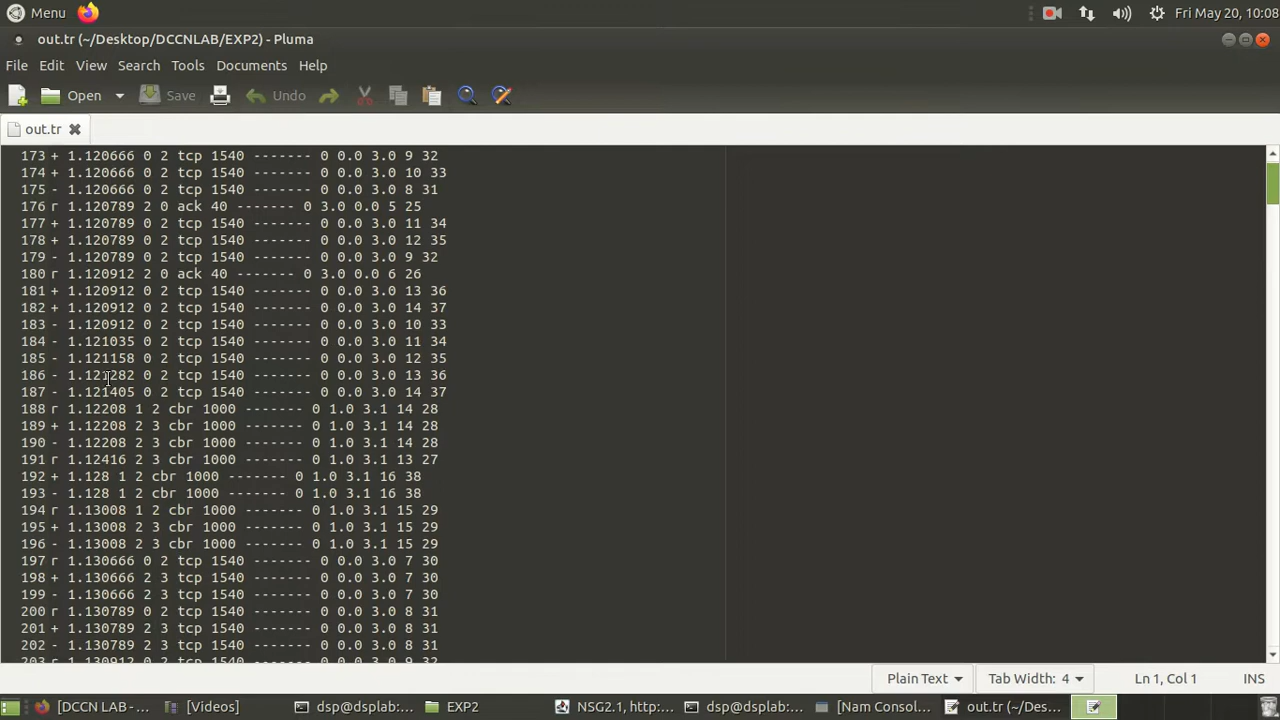 Menu Fri May 20, 10:08
out.tr (~/Desktop/DCCNLAB/EXP2) - Pluma
File Edit View Search Tools Documents Help
Open Save Undo
out.tr
173 + 1.120666 0 2 tcp 1540 ------- 0 0.0 3.0 9 32
174 + 1.120666 0 2 tcp 1540 ------- 0 0.0 3.0 10 33
175 - 1.120666 0 2 tcp 1540 ------- 0 0.0 3.0 8 31
176 r 1.120789 2 0 ack 40 ------- 0 3.0 0.0 5 25
177 + 1.120789 0 2 tcp 1540 ------- 0 0.0 3.0 11 34
178 + 1.120789 0 2 tcp 1540 ------- 0 0.0 3.0 12 35
179 - 1.120789 0 2 tcp 1540 ------- 0 0.0 3.0 9 32
180 r 1.120912 2 0 ack 40 ------- 0 3.0 0.0 6 26
181 + 1.120912 0 2 tcp 1540 ------- 0 0.0 3.0 13 36
182 + 1.120912 0 2 tcp 1540 ------- 0 0.0 3.0 14 37
183 - 1.120912 0 2 tcp 1540 ------- 0 0.0 3.0 10 33
184 - 1.121035 0 2 tcp 1540 ------- 0 0.0 3.0 11 34
185 - 1.121158 0 2 tcp 1540 ------- 0 0.0 3.0 12 35
186 - 1.121282 0 2 tcp 1540 ------- 0 0.0 3.0 13 36
187 - 1.121405 0 2 tcp 1540 ------- 0 0.0 3.0 14 37
188 r 1.12208 1 2 cbr 1000 ------- 0 1.0 3.1 14 28
189 + 1.12208 2 3 cbr 1000 ------- 0 1.0 3.1 14 28
190 - 1.12208 2 3 cbr 1000 ------- 0 1.0 3.1 14 28
191 r 1.12416 2 3 cbr 1000 ------- 0 1.0 3.1 13 27
192 + 1.128 1 2 cbr 1000 ------- 0 1.0 3.1 16 38
193 - 1.128 1 2 cbr 1000 ------- 0 1.0 3.1 16 38
194 r 1.13008 1 2 cbr 1000 ------- 0 1.0 3.1 15 29
195 + 1.13008 2 3 cbr 1000 ------- 0 1.0 3.1 15 29
196 - 1.13008 2 3 cbr 1000 ------- 0 1.0 3.1 15 29
197 r 1.130666 0 2 tcp 1540 ------- 0 0.0 3.0 7 30
198 + 1.130666 2 3 tcp 1540 ------- 0 0.0 3.0 7 30
199 - 1.130666 2 3 tcp 1540 ------- 0 0.0 3.0 7 30
200 r 1.130789 0 2 tcp 1540 ------- 0 0.0 3.0 8 31
201 + 1.130789 2 3 tcp 1540 ------- 0 0.0 3.0 8 31
202 - 1.130789 2 3 tcp 1540 ------- 0 0.0 3.0 8 31
203 r 1.130912 0 2 tcp 1540 ------- 0 0.0 3.0 9 32
Plain Text Tab Width: 4 Ln 1, Col 1 INS
[DCCN LAB - ... [Videos] dsp@dsplab:... EXP2 NSG2.1, http:... dsp@dsplab:... [Nam Consol... out.tr (~/Des...